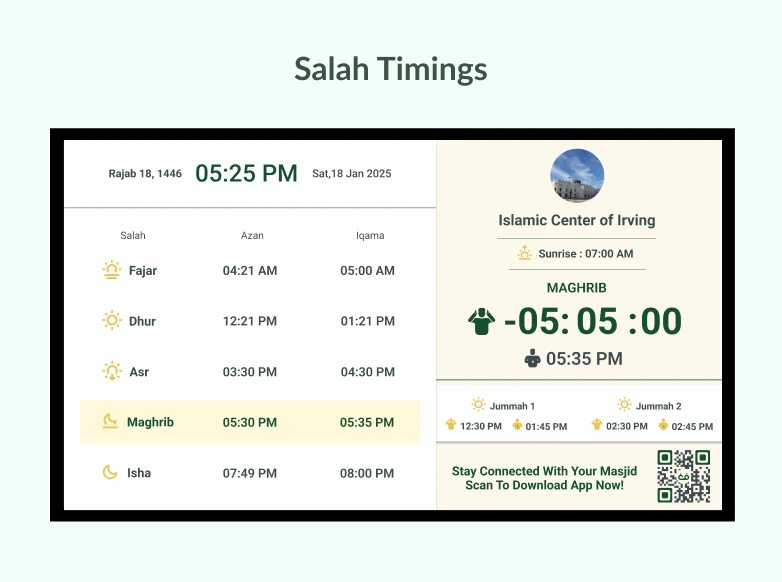 Salah Timings
Rajab 18, 1446 05:25 PM Sat,18 Jan 2025
Salah Azan Iqama
Fajar 04:21 AM 05:00 AM
Dhur 12:21 PM 01:21 PM
Asr 03:30 PM 04:30 PM
Maghrib 05:30 PM 05:35 PM
Isha 07:49 PM 08:00 PM
Islamic Center of Irving
Sunrise : 07:00 AM
MAGHRIB
-05: 05 :00
05:35 PM
Jummah 1 Jummah 2
12:30 PM 01:45 PM 02:30 PM 02:45 PM
Stay Connected With Your Masjid
Scan To Download App Now!